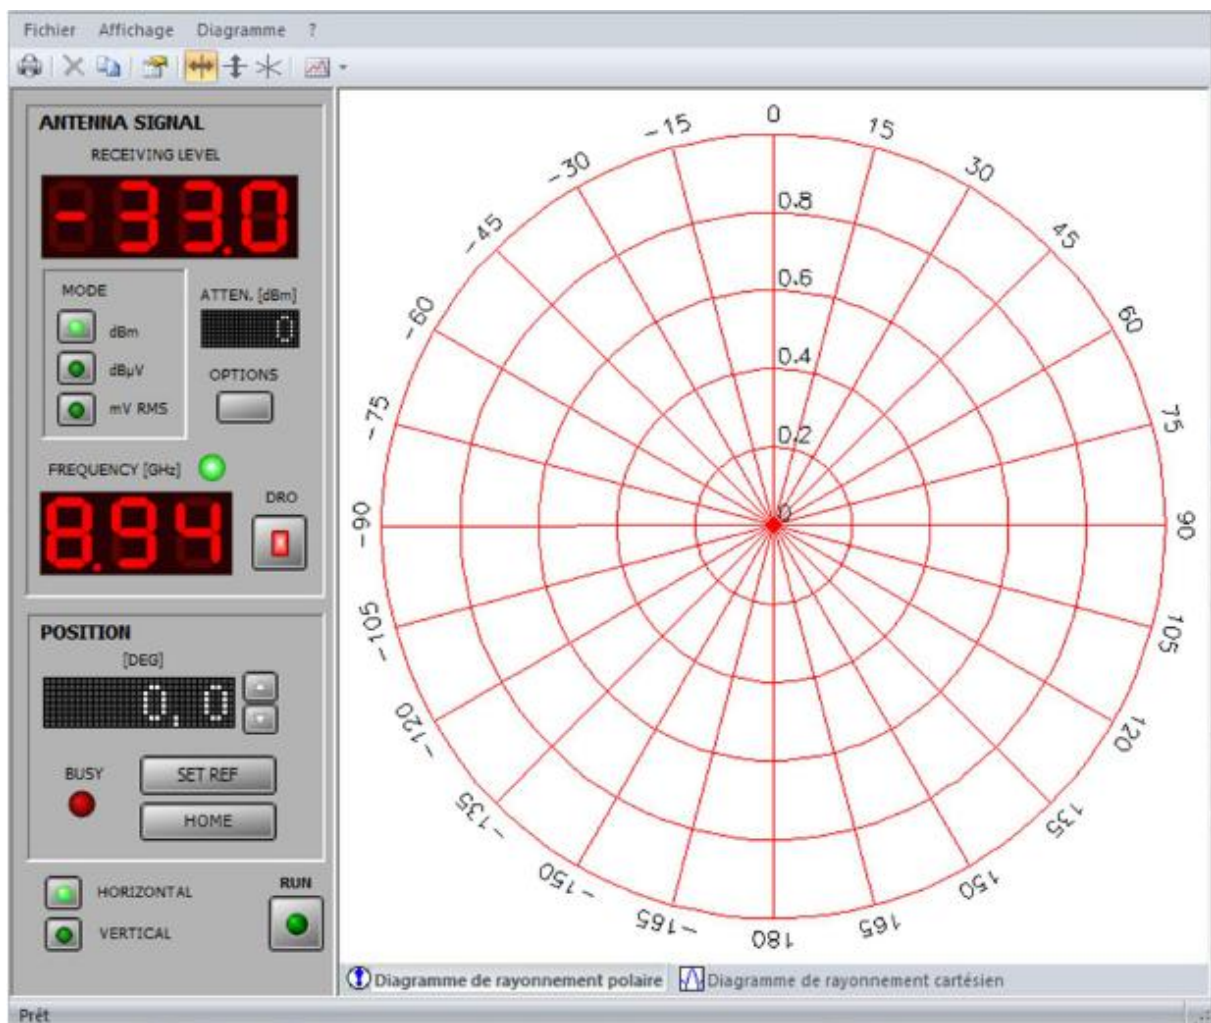 Fichier Affichage Diagramme ?
ANTENNA SIGNAL
RECEIVING LEVEL
-33.0
MODE
dBm
dBµV
mV RMS
ATTEN. [dBm]
0
OPTIONS
FREQUENCY [GHz]
8.94
DRO
POSITION
[DEG]
0,0
BUSY
SET REF
HOME
HORIZONTAL
VERTICAL
RUN
0
15
30
45
60
75
90
105
120
135
150
165
180
-165
-150
-135
-120
-105
-90
-75
-60
-45
-30
-15
0.8
0.6
0.4
0.2
0
Diagramme de rayonnement polaire
Diagramme de rayonnement cartésien
Prêt